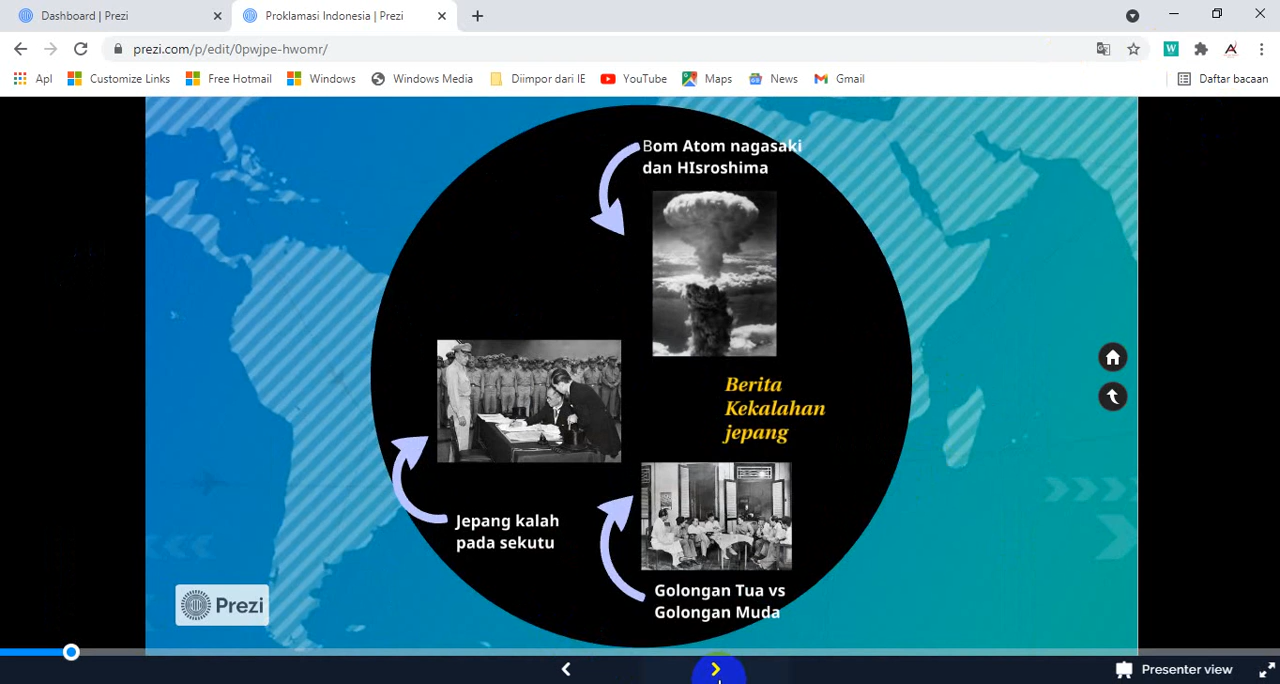 Dashboard | Prezi
Proklamasi Indonesia | Prezi
prezi.com/p/edit/0pwjpe-hwomr/
Apl
Customize Links
Free Hotmail
Windows
Windows Media
Diimpor dari IE
YouTube
Maps
News
Gmail
Daftar bacaan
Bom Atom nagasaki
dan HIsroshima
Berita
Kekalahan
jepang
Jepang kalah
pada sekutu
Golongan Tua vs
Golongan Muda
Prezi
Presenter view